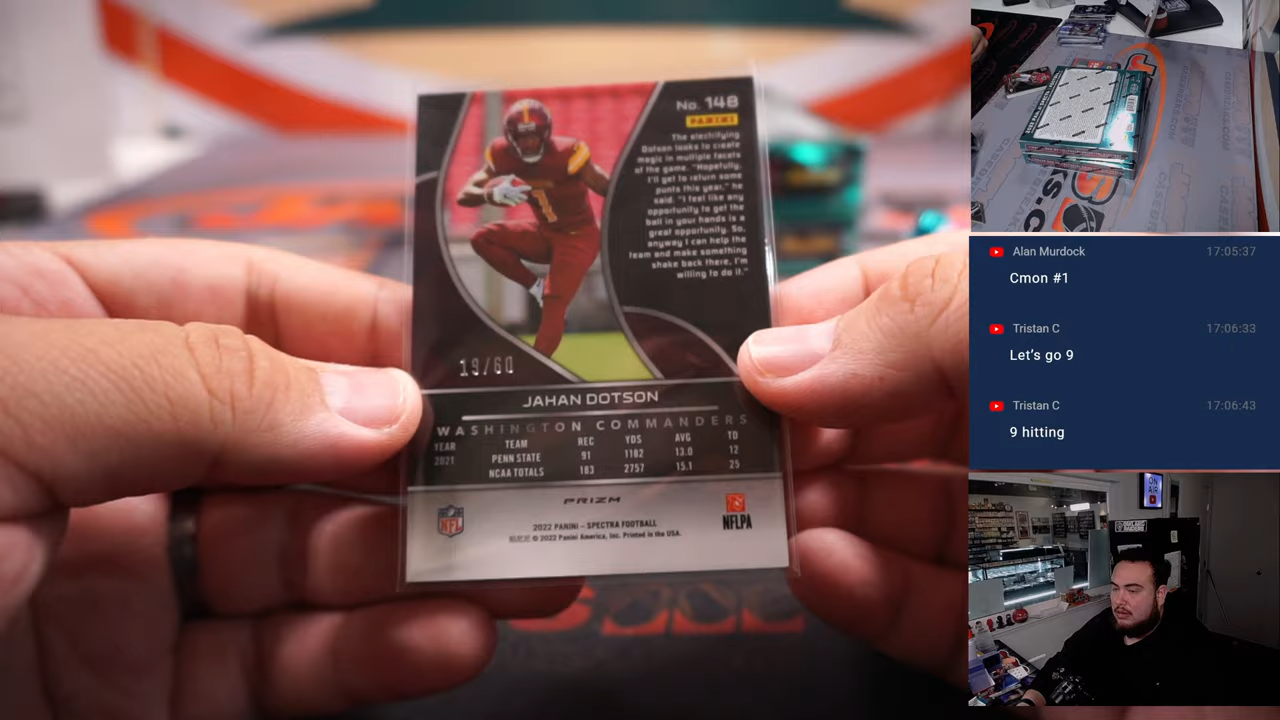 No. 148
PANINI
The electrifying
Dotson looks to create
magic in multiple facets
of the game. "Hopefully,
I'll get to return some
punts this year," he
said. "I feel like any
opportunity to get the
ball in your hands is a
great opportunity. So,
anyway I can help the
team and make something
shake back there, I'm
willing to do it."
1
19/60
JAHAN DOTSON
WASHINGTON COMMANDERS
YEAR TEAM REC YDS AVG TD
2021 PENN STATE 91 1182 13.0 12
NCAA TOTALS 183 2757 15.1 25
PRIZM
NFL
NFLPA
2022 PANINI – SPECTRA FOOTBALL
© 2022 Panini America, Inc. Printed in the USA.
Alan Murdock 17:05:37
Cmon #1
Tristan C 17:06:33
Let's go 9
Tristan C 17:06:43
9 hitting
ON
AIR